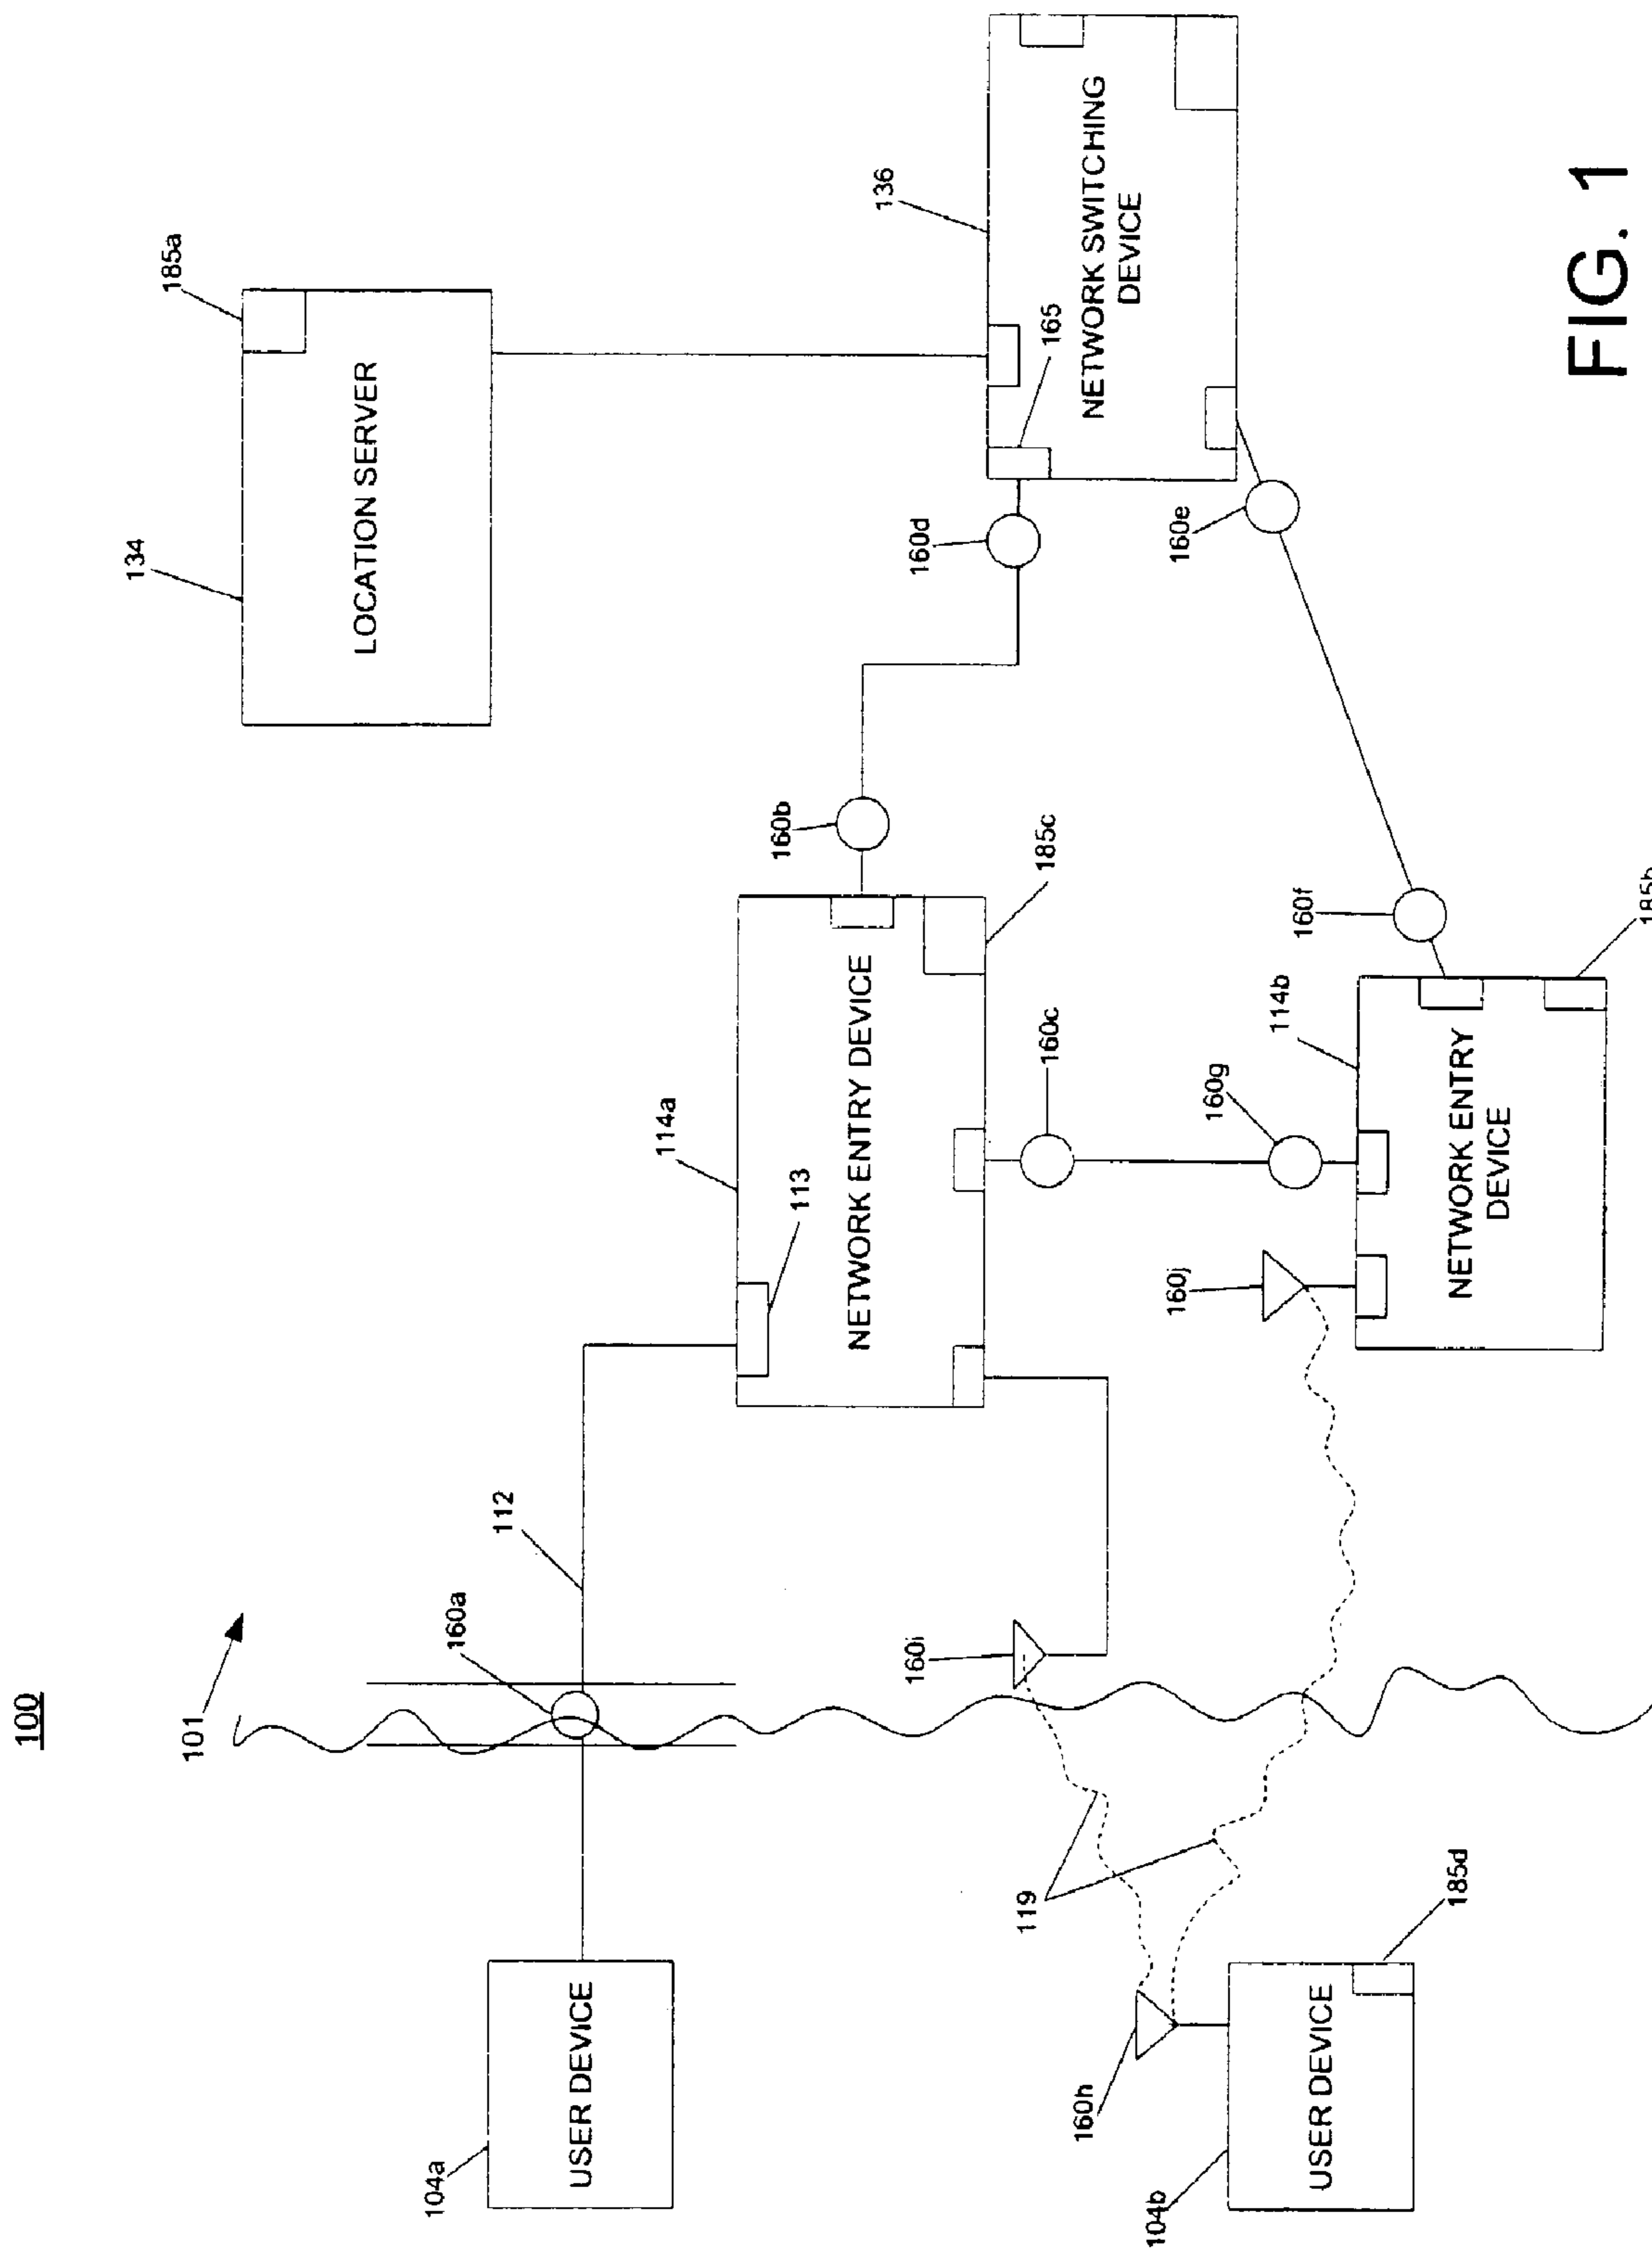 100
101
134
185a
LOCATION SERVER
136
NETWORK SWITCHING
DEVICE
165
160d
160e
160b
114a
113
NETWORK ENTRY DEVICE
185c
112
160a
104a
USER DEVICE
160i
160c
160g
160f
114b
NETWORK ENTRY
DEVICE
185b
160j
119
160h
104b
USER DEVICE
185d
FIG. 1